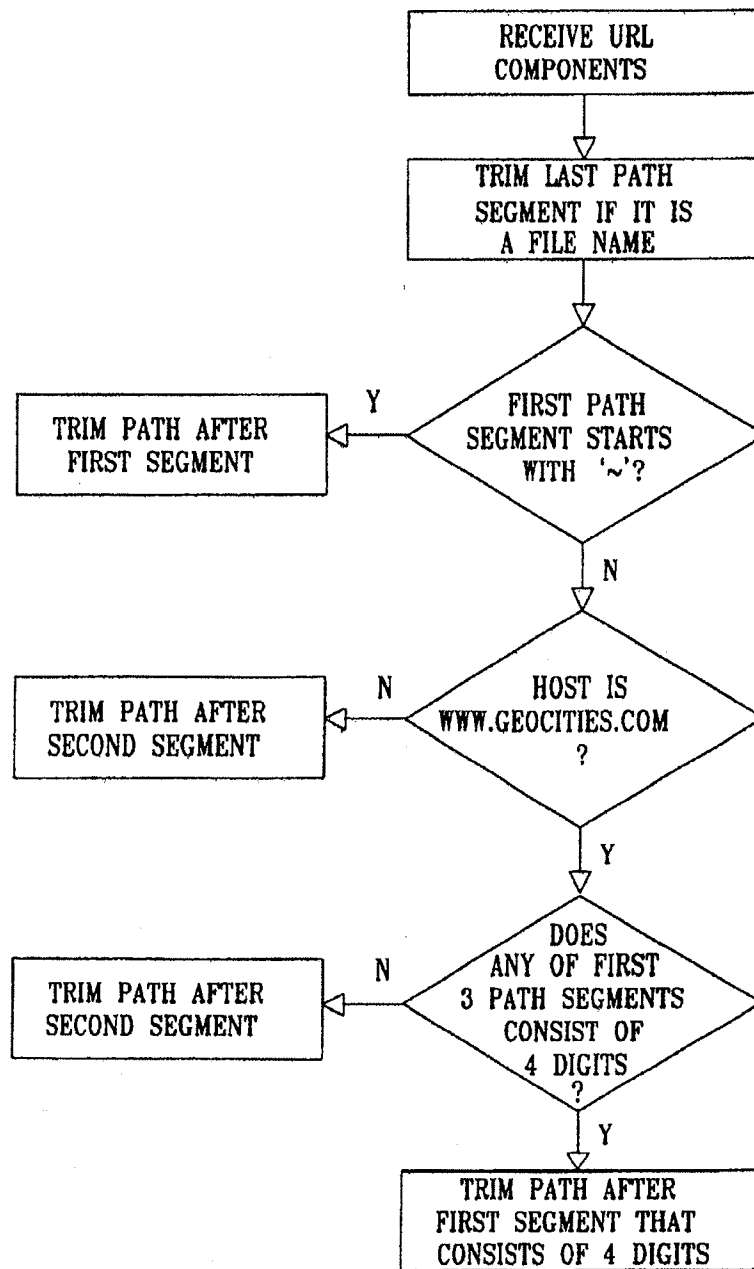 RECEIVE URL
COMPONENTS
TRIM LAST PATH
SEGMENT IF IT IS
A FILE NAME
FIRST PATH
SEGMENT STARTS
WITH '~'?
Y
TRIM PATH AFTER
FIRST SEGMENT
N
HOST IS
WWW.GEOCITIES.COM
?
N
TRIM PATH AFTER
SECOND SEGMENT
Y
DOES
ANY OF FIRST
3 PATH SEGMENTS
CONSIST OF
4 DIGITS
?
N
TRIM PATH AFTER
SECOND SEGMENT
Y
TRIM PATH AFTER
FIRST SEGMENT THAT
CONSISTS OF 4 DIGITS